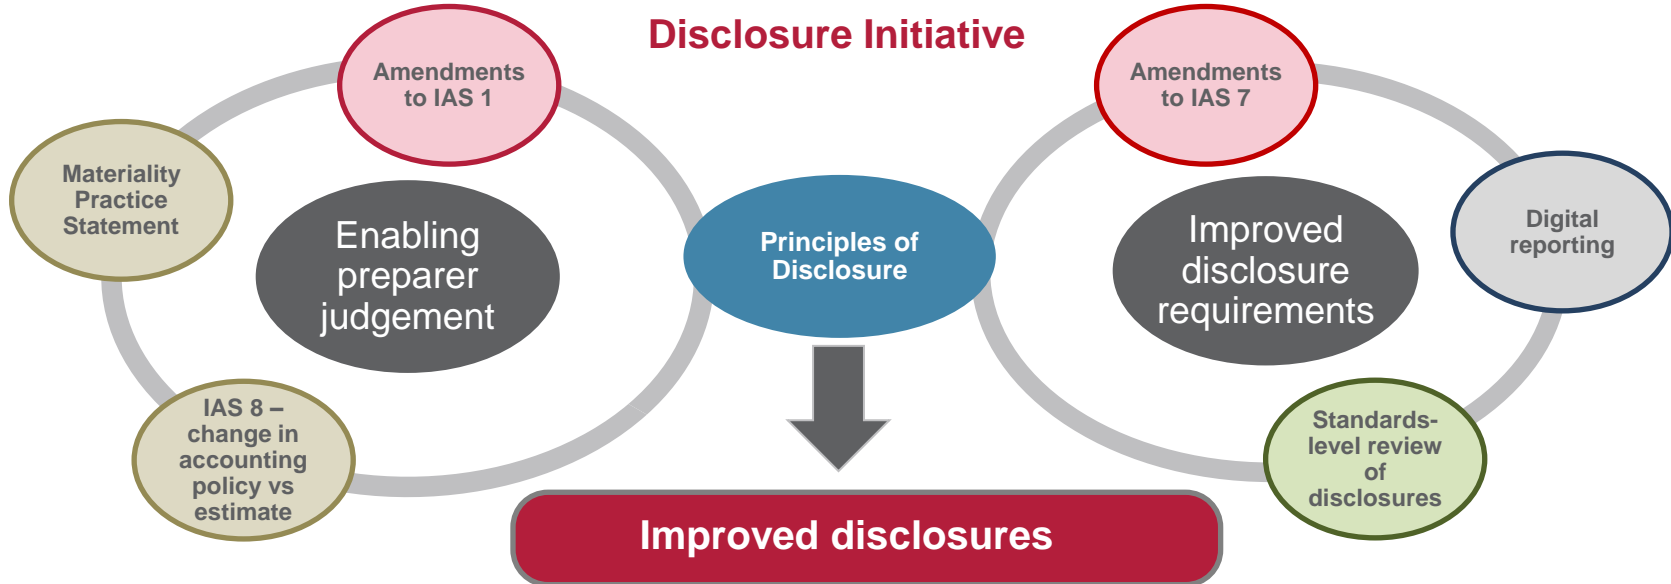 Disclosure Initiative
Amendments
to IAS 1
Materiality
Practice
Statement
Enabling
preparer
judgement
IAS 8 –
change in
accounting
policy vs
estimate
Principles of
Disclosure
Amendments
to IAS 7
Improved
disclosure
requirements
Digital
reporting
Standards-
level review
of
disclosures
Improved disclosures